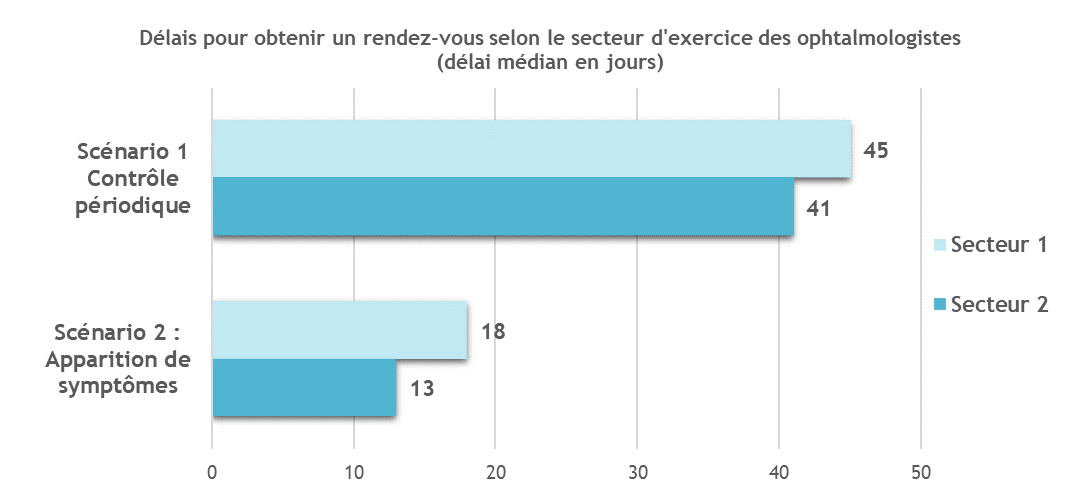 Délais pour obtenir un rendez-vous selon le secteur d'exercice des ophtalmologistes
(délai médian en jours)
Scénario 1
Contrôle
périodique
45
41
Secteur 1
Secteur 2
Scénario 2 :
Apparition de
symptômes
18
13
0 10 20 30 40 50